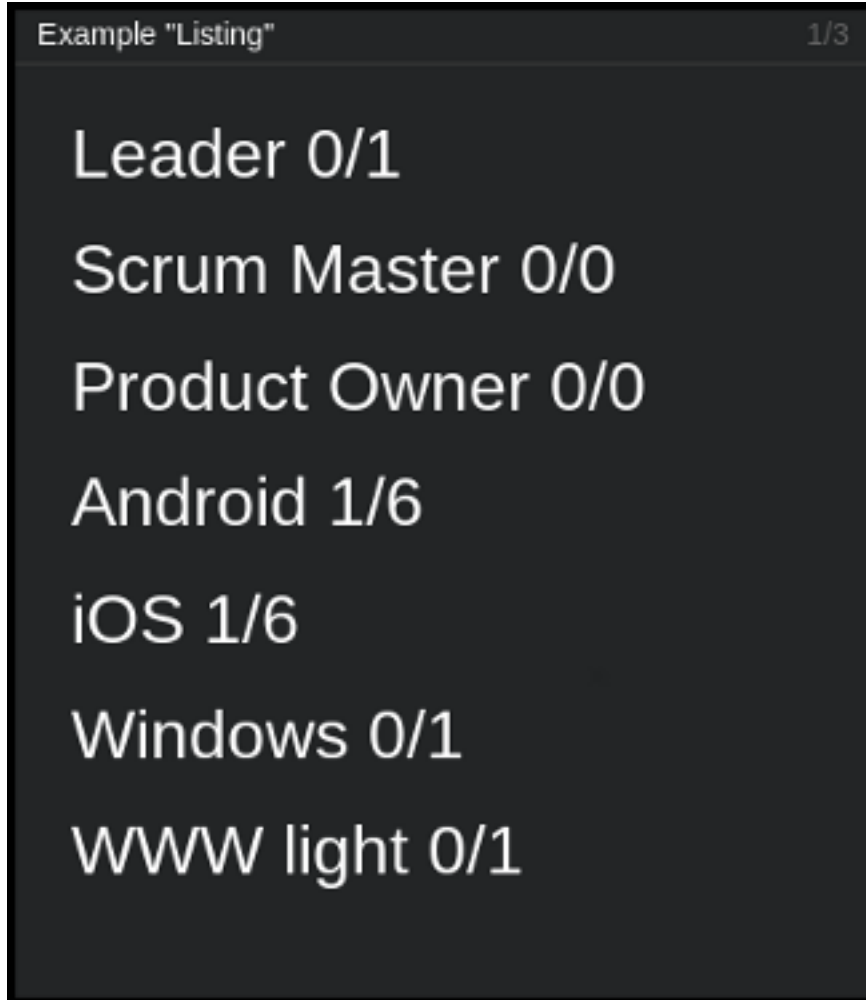 Example "Listing" 1/3
Leader 0/1
Scrum Master 0/0
Product Owner 0/0
Android 1/6
iOS 1/6
Windows 0/1
WWW light 0/1